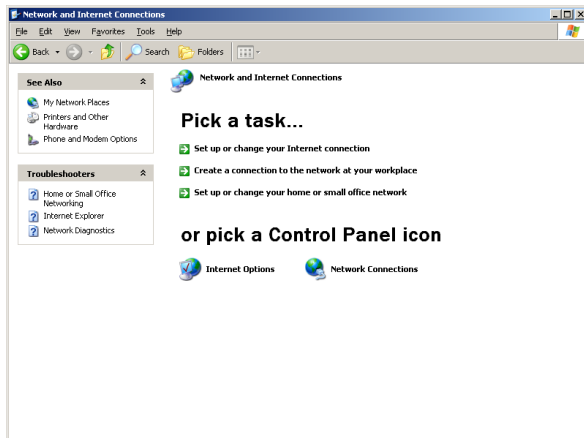 Network and Internet Connections
File Edit View Favorites Tools Help
Back Search Folders
See Also
My Network Places
Printers and Other
Hardware
Phone and Modem Options
Troubleshooters
Home or Small Office
Networking
Internet Explorer
Network Diagnostics
Network and Internet Connections
Pick a task...
Set up or change your Internet connection
Create a connection to the network at your workplace
Set up or change your home or small office network
or pick a Control Panel icon
Internet Options Network Connections